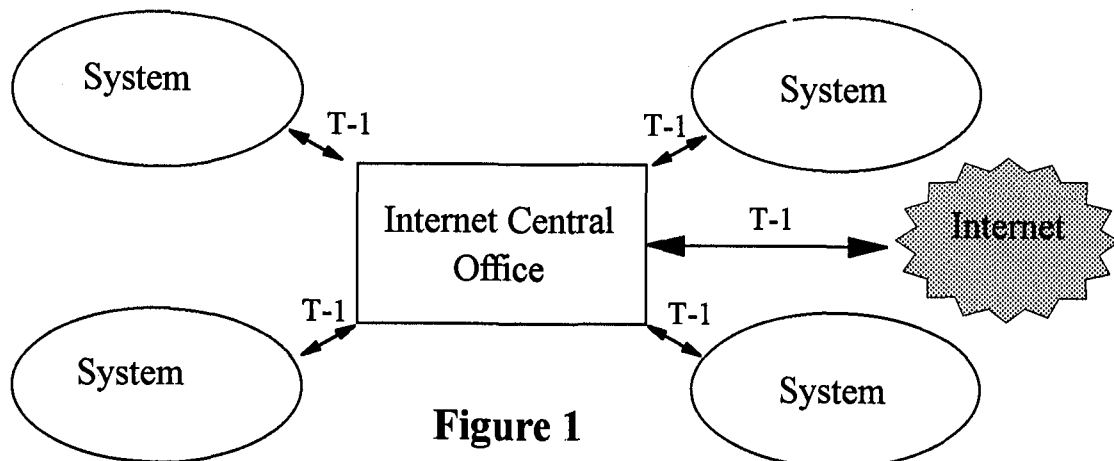 System
System
T-1
T-1
Internet Central
Office
T-1
Internet
T-1
T-1
System
System
Figure 1